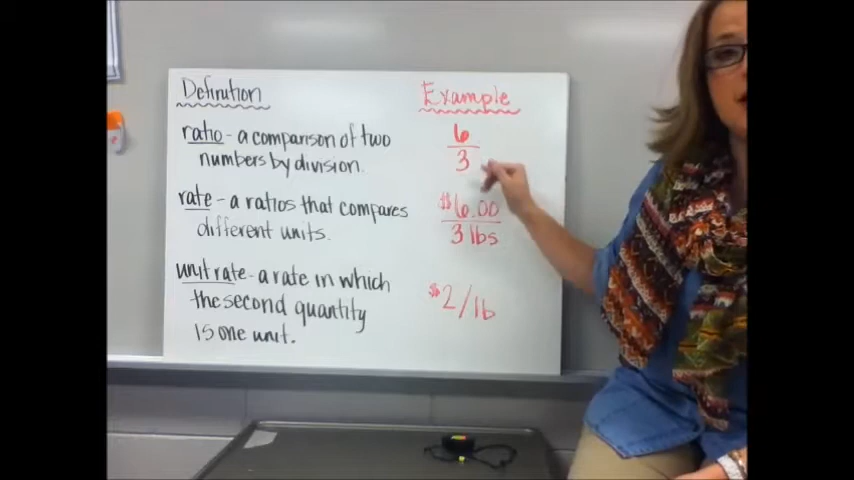 Definition
Example
ratio - a comparison of two
numbers by division.
6
3
rate - a ratios that compares
different units.
$6.00
3 lbs
unit rate - a rate in which
the second quantity
is one unit.
$2/lb